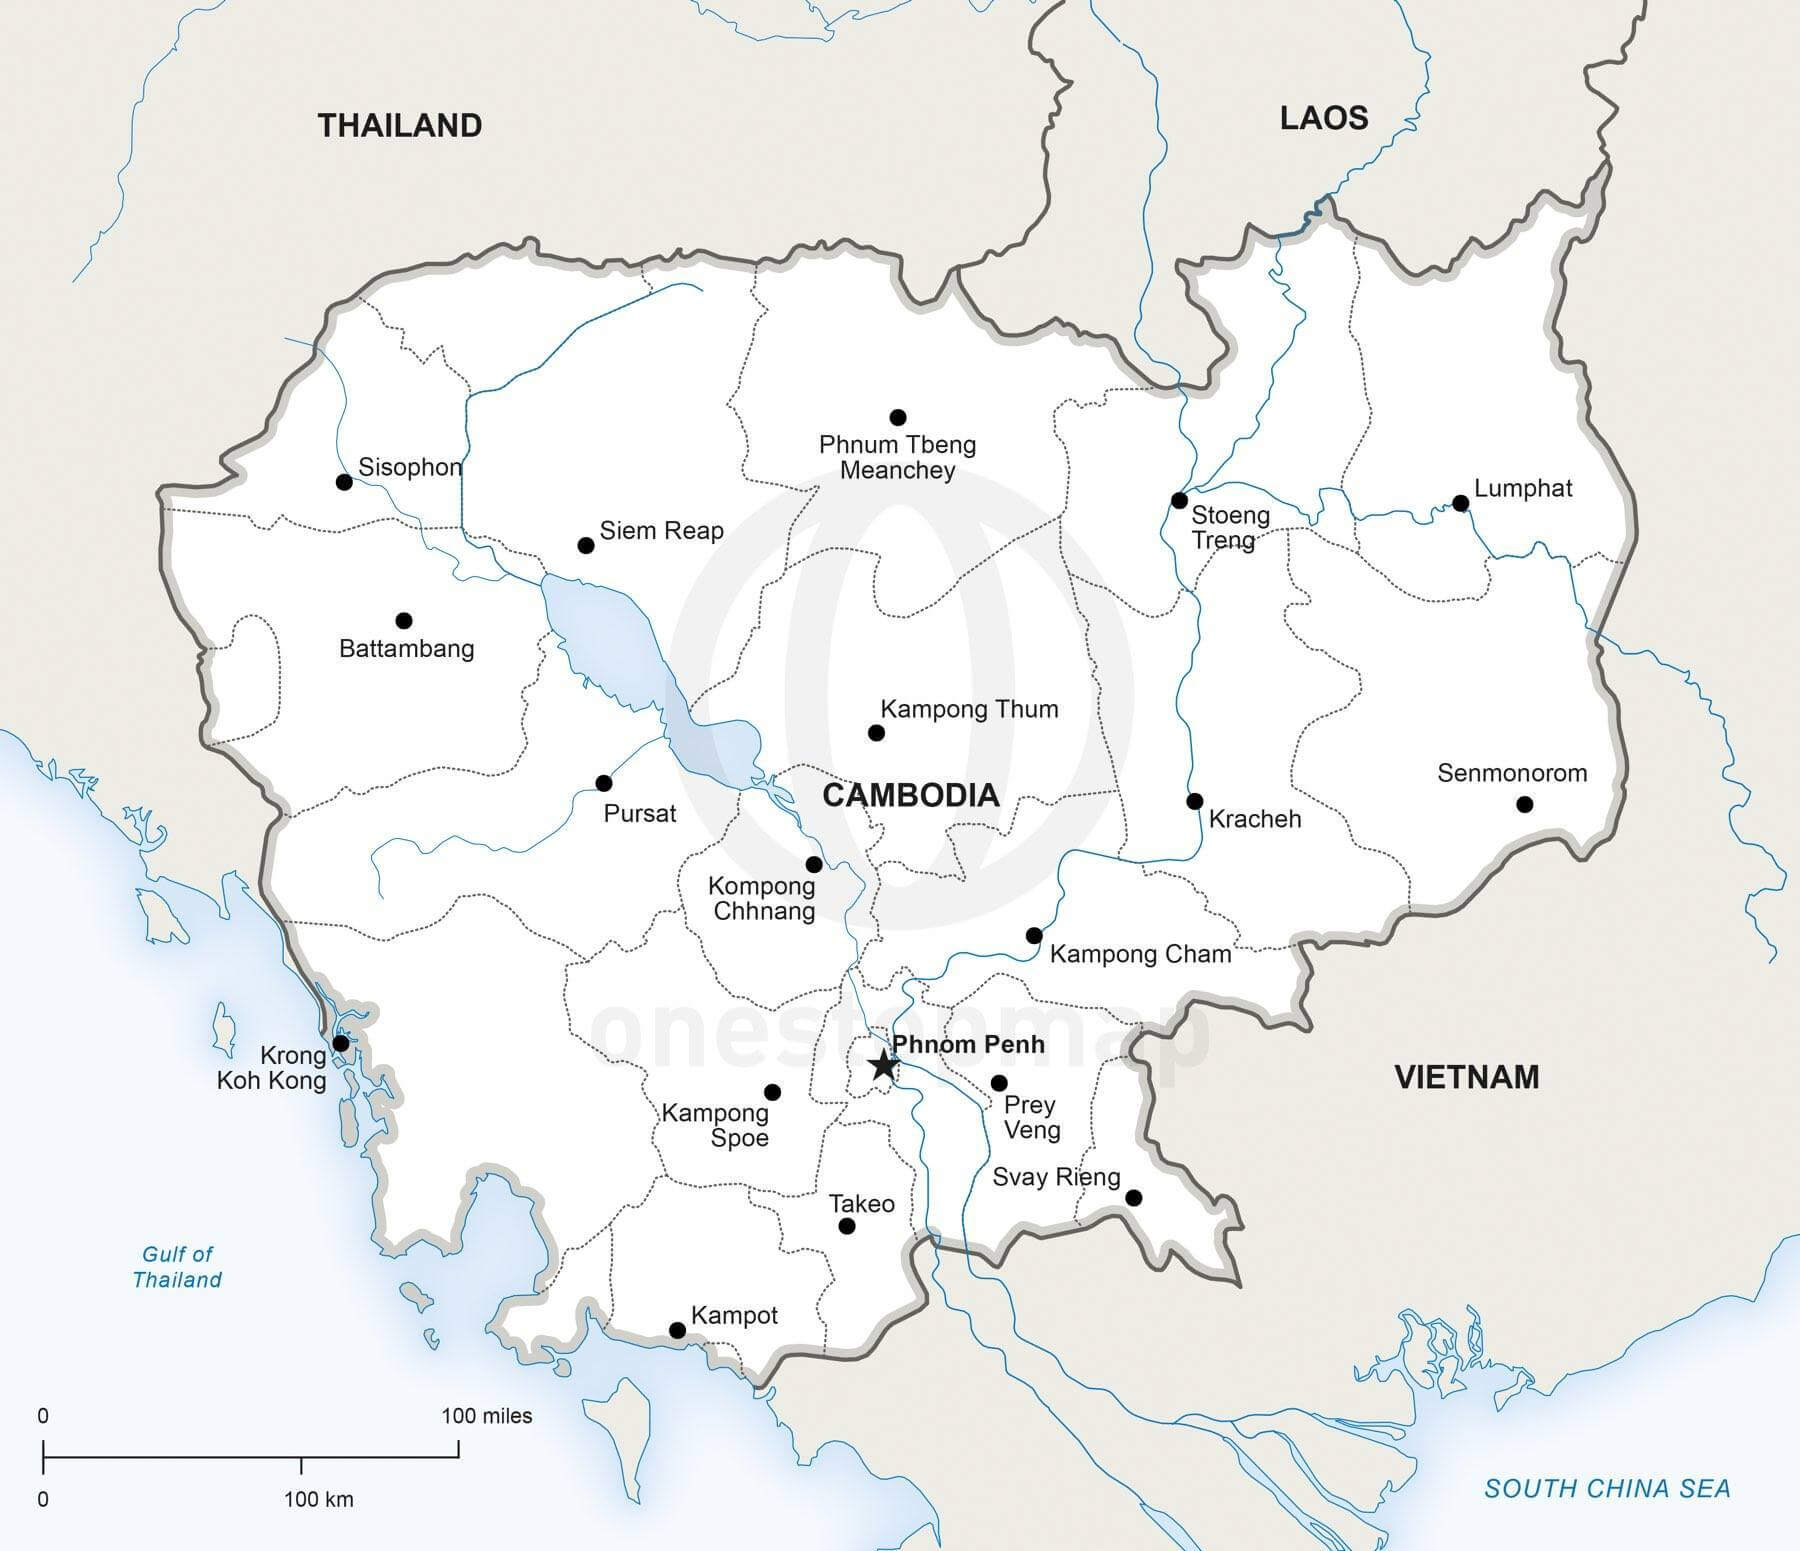 THAILAND
LAOS
Phnum Tbeng
Meanchey
Sisophon
Lumphat
Siem Reap
Stoeng
Treng
Battambang
Kampong Thum
Senmonorom
CAMBODIA
Pursat
Kracheh
Kompong
Chhnang
Kampong Cham
onestopmap
Phnom Penh
Krong
Koh Kong
VIETNAM
Kampong
Spoe
Prey
Veng
Svay Rieng
Takeo
Gulf of
Thailand
Kampot
0 100 miles
0 100 km
SOUTH CHINA SEA